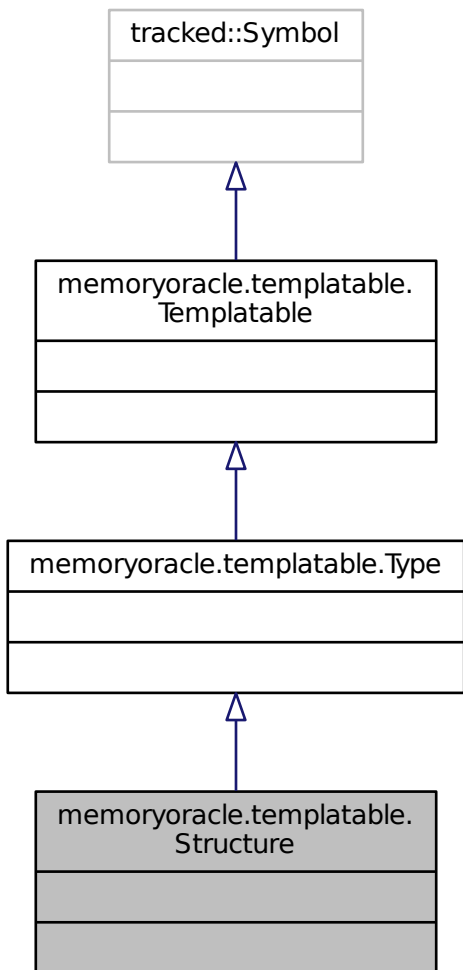 tracked::Symbol
memoryoracle.templatable.
Templatable
memoryoracle.templatable.Type
memoryoracle.templatable.
Structure